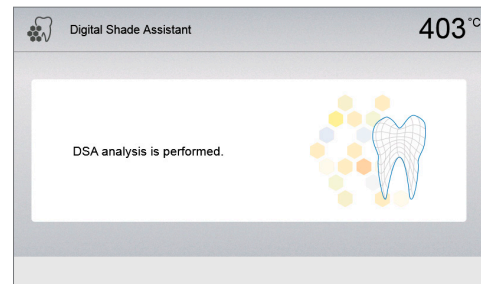 Digital Shade Assistant
403°C
DSA analysis is performed.